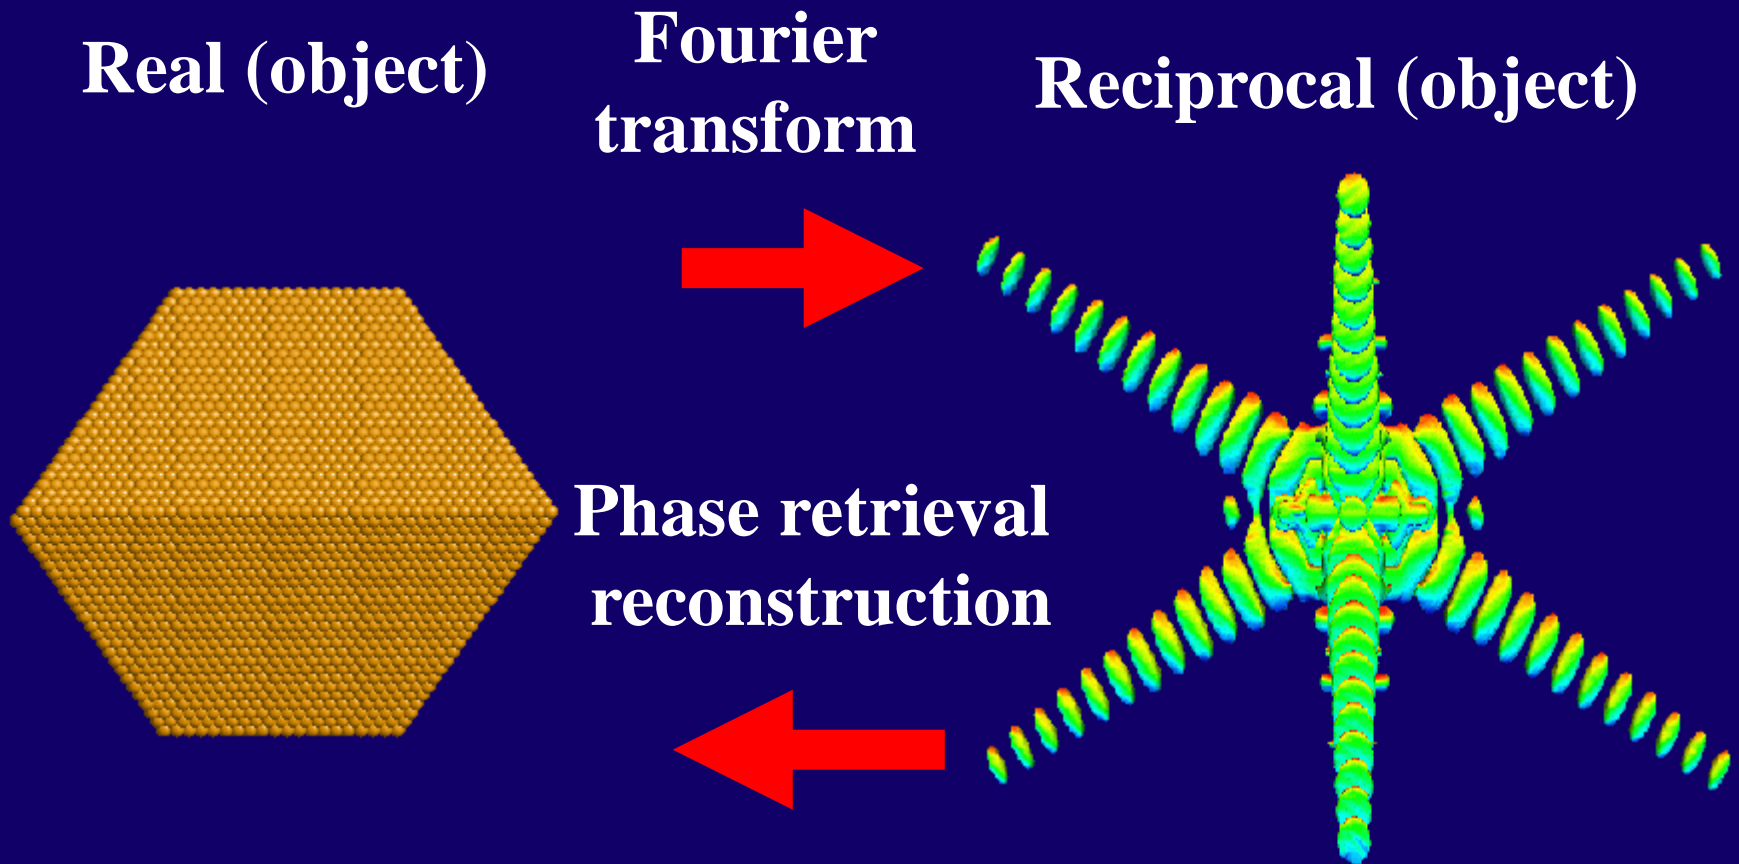 Real (object)
Fourier
transform
Reciprocal (object)
Phase retrieval
reconstruction